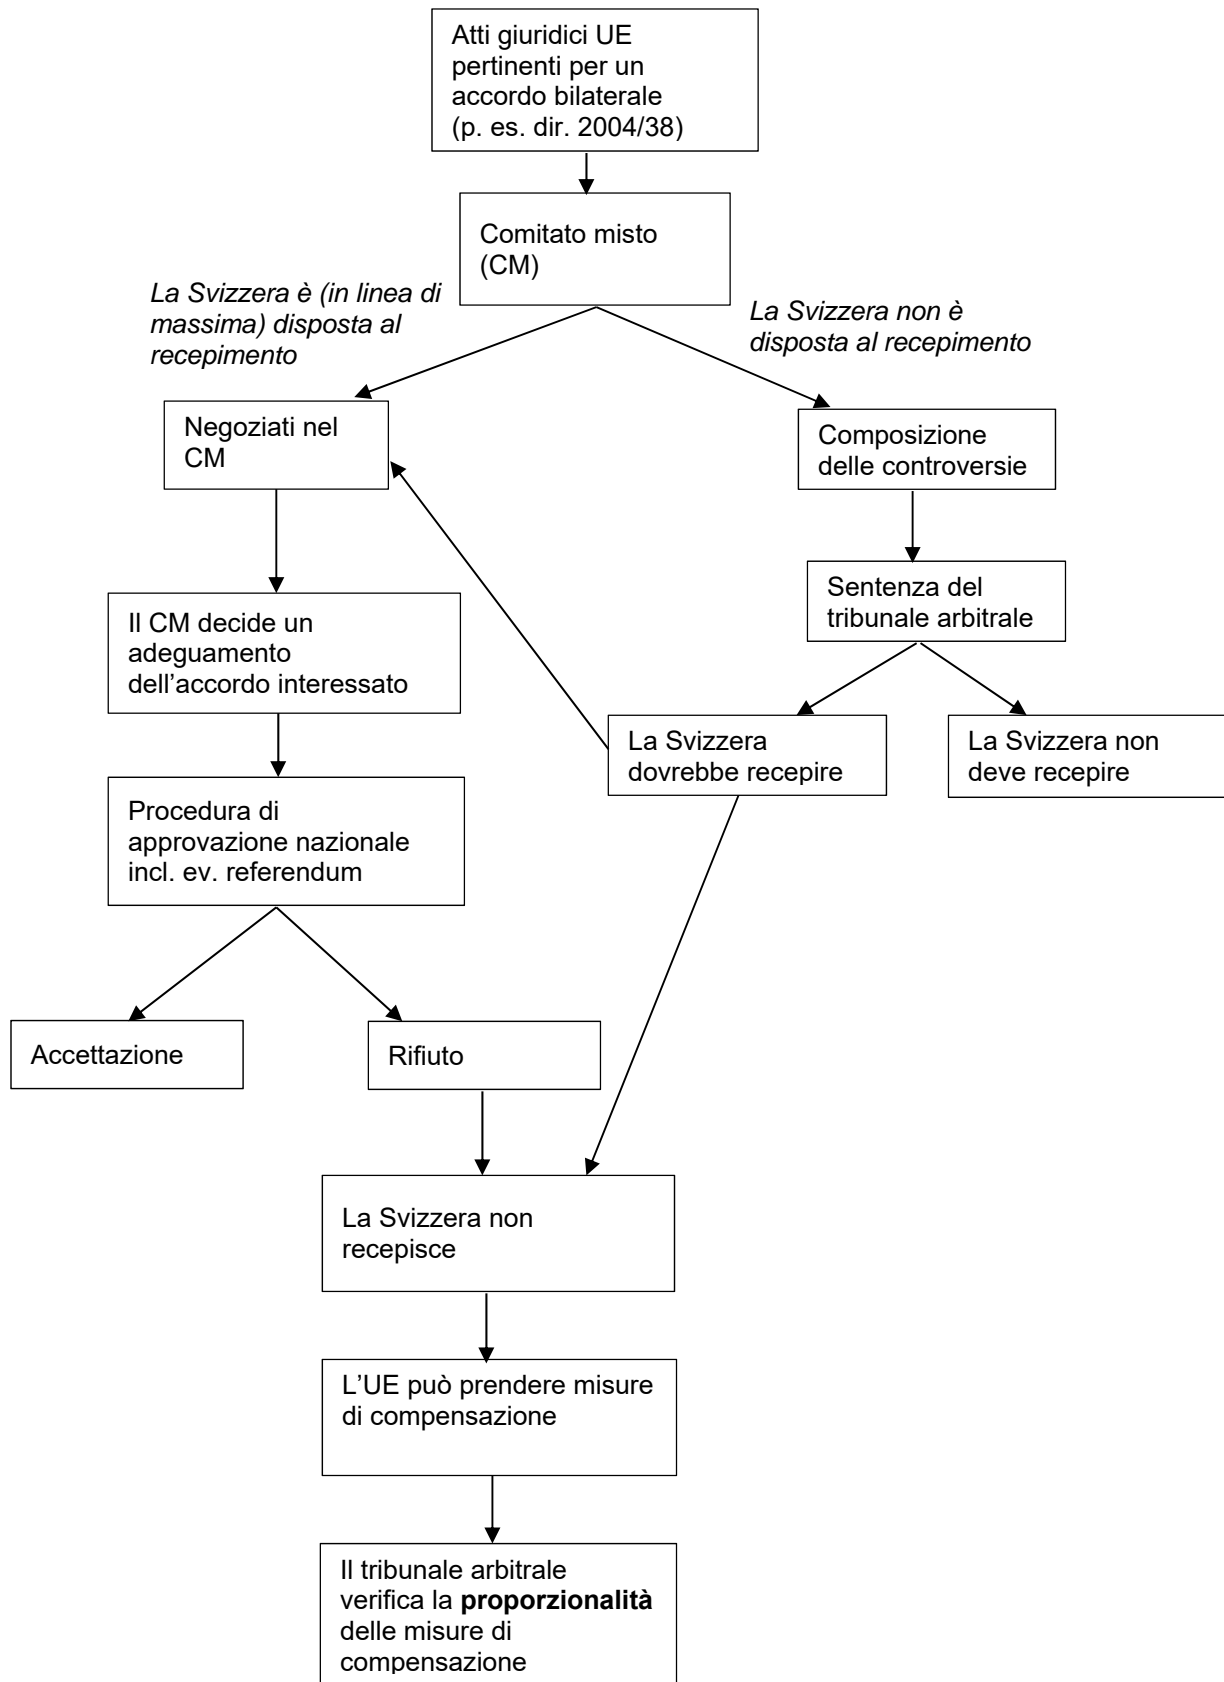 Atti giuridici UE
pertinenti per un
accordo bilaterale
(p. es. dir. 2004/38)
Comitato misto
(CM)
La Svizzera è (in linea di
massima) disposta al
recepimento
La Svizzera non è
disposta al recepimento
Negoziati nel
CM
Composizione
delle controversie
Sentenza del
tribunale arbitrale
Il CM decide un
adeguamento
dell’accordo interessato
La Svizzera
dovrebbe recepire
La Svizzera non
deve recepire
Procedura di
approvazione nazionale
incl. ev. referendum
Accettazione
Rifiuto
La Svizzera non
recepisce
L’UE può prendere misure
di compensazione
Il tribunale arbitrale
verifica la proporzionalità
delle misure di
compensazione